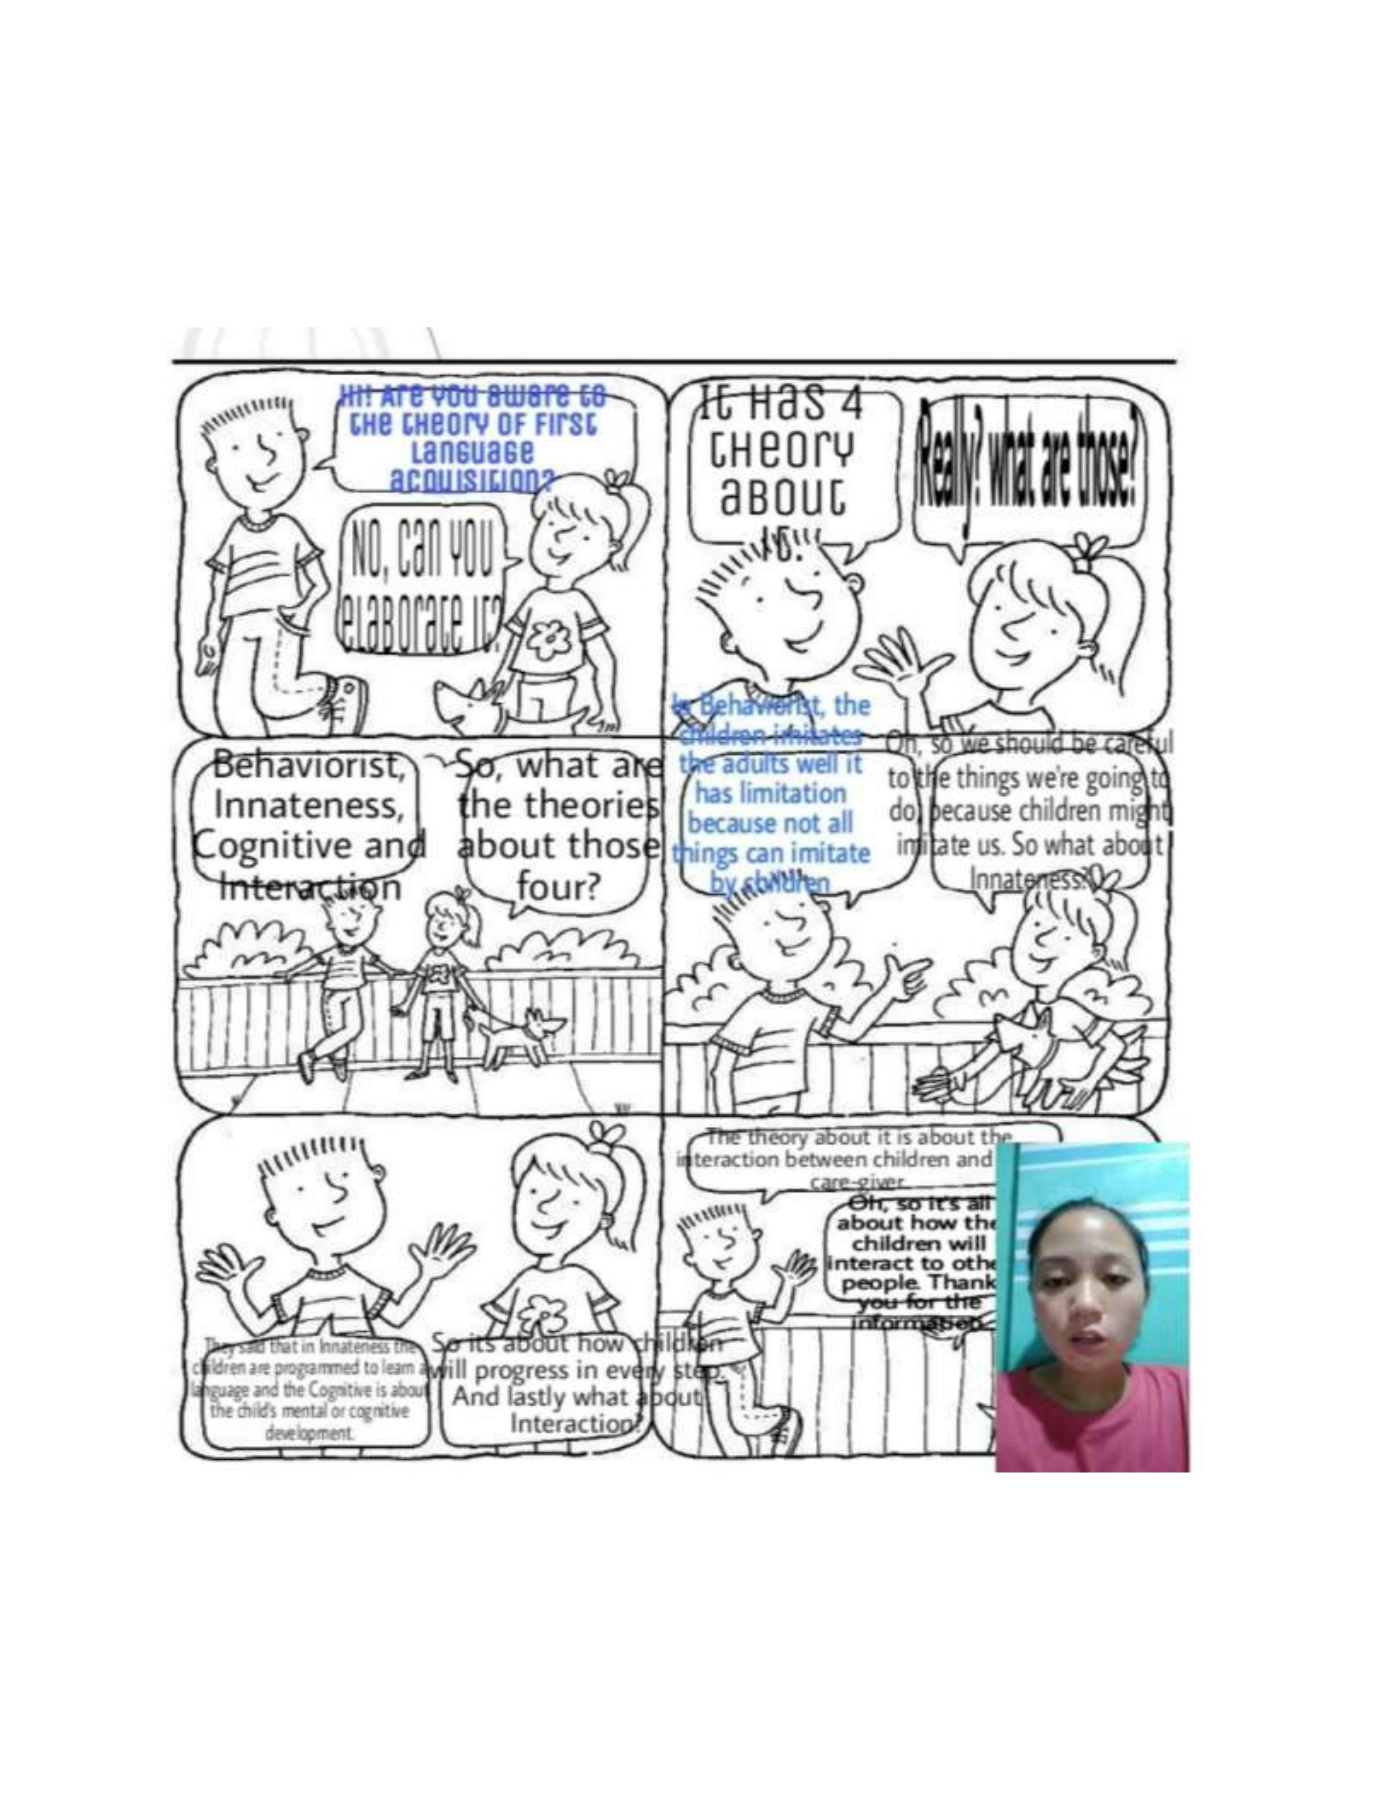 Hi! Are you aware to
the theory of First
Language
acquisition?
No, can you
elaborate it?
It Has 4
theory
about
it.
Really? what are those?
Behaviorist,
Innateness,
Cognitive and
Interaction
So, what are
the theories
about those
four?
In Behaviorist, the
children imitates
the adults well it
has limitation
because not all
things can imitate
by children
Oh, so we should be careful
to the things we're going to
do, because children might
imitate us. So what about
Innateness?
They said that in Innateness the
children are programmed to learn a
language and the Cognitive is about
the child's mental or cognitive
development.
So its about how children
will progress in every step.
And lastly what about
Interaction?
The theory about it is about the
interaction between children and
care-giver.
Oh, so it's all
about how the
children will
interact to
people. Thank
you for the
information.